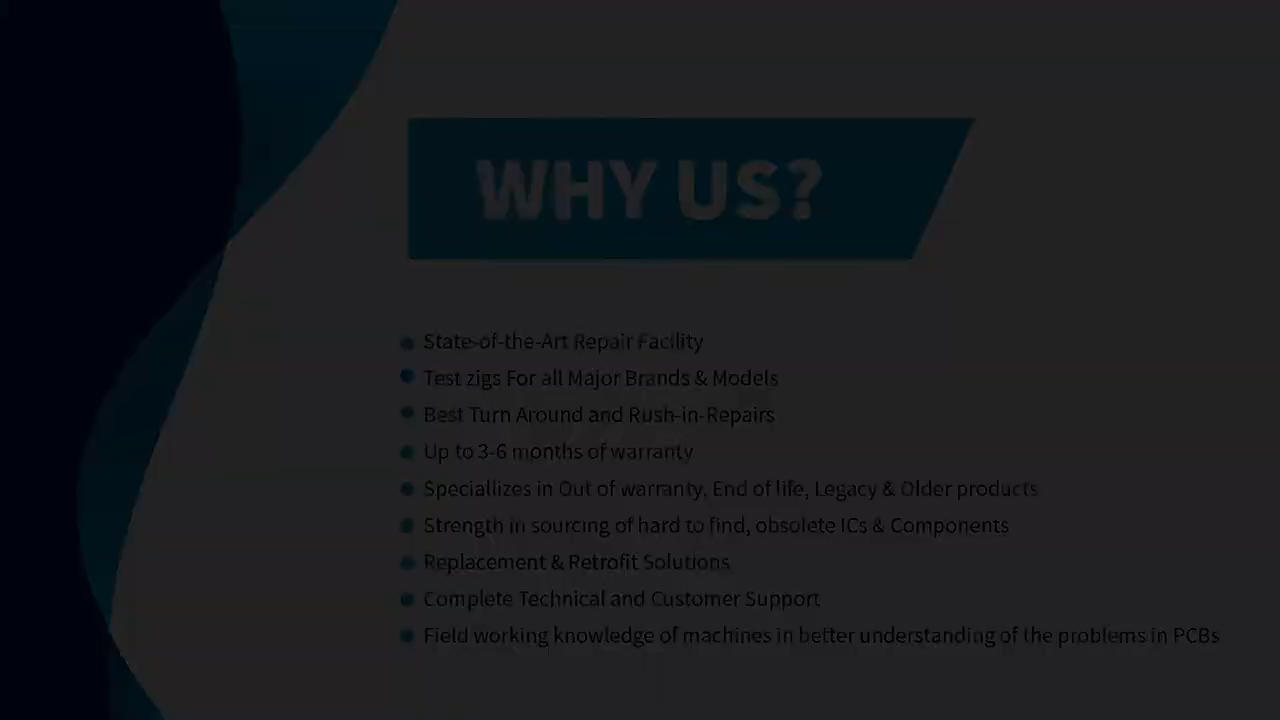 WHY US?
State-of-the-Art Repair Facility
Test zigs For all Major Brands & Models
Best Turn Around and Rush-in-Repairs
Up to 3-6 months of warranty
Speciallizes in Out of warranty, End of life, Legacy & Older products
Strength in sourcing of hard to find, obsolete ICs & Components
Replacement & Retrofit Solutions
Complete Technical and Customer Support
Field working knowledge of machines in better understanding of the problems in PCBs